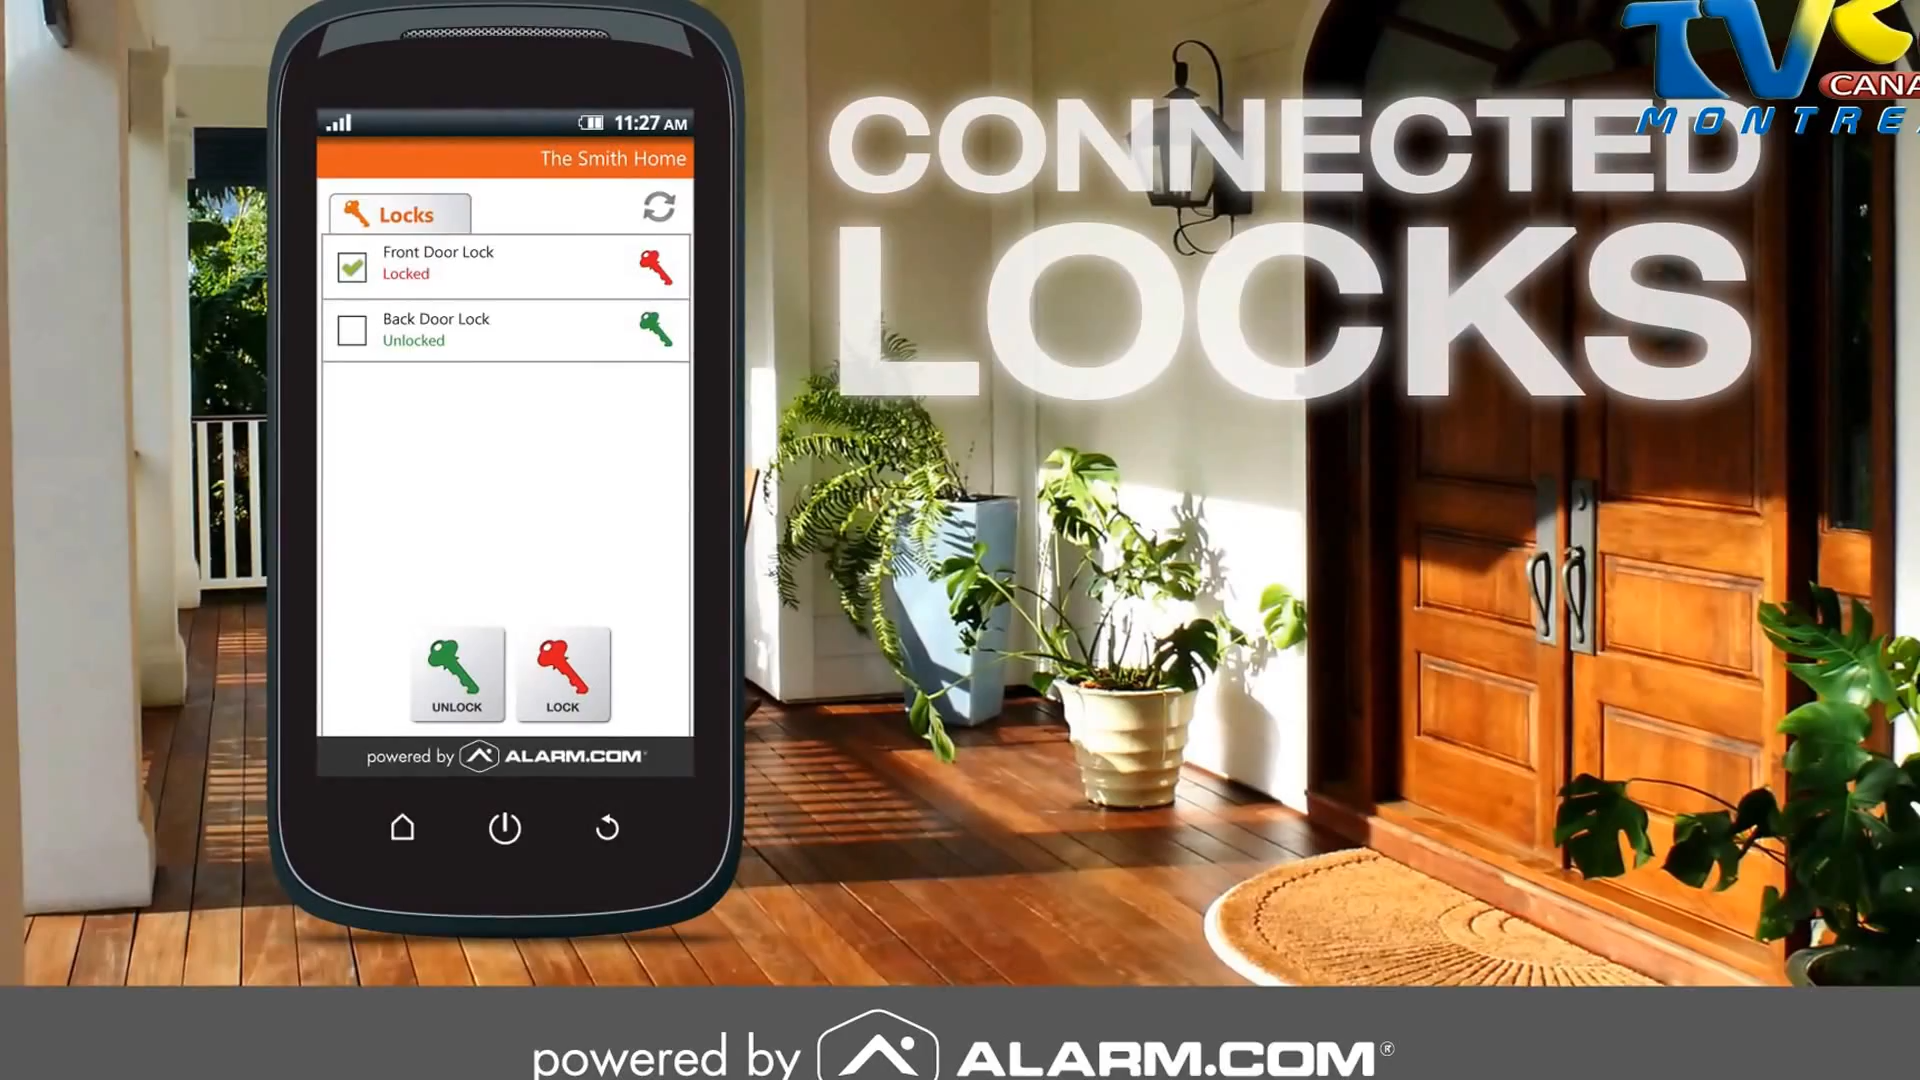 11:27 AM
The Smith Home
Locks
Front Door Lock
Locked
Back Door Lock
Unlocked
UNLOCK
LOCK
powered by ALARM.COM
CONNECTED
LOCKS
TVK
CANA
MONTRE
powered by ALARM.COM®